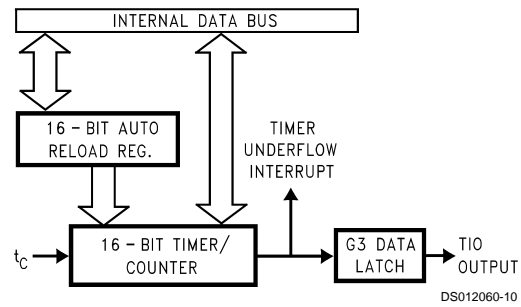 INTERNAL DATA BUS
16 – BIT AUTO
RELOAD REG.
TIMER
UNDERFLOW
INTERRUPT
tC
16 – BIT TIMER/
COUNTER
G3 DATA
LATCH
TIO
OUTPUT
DS012060-10